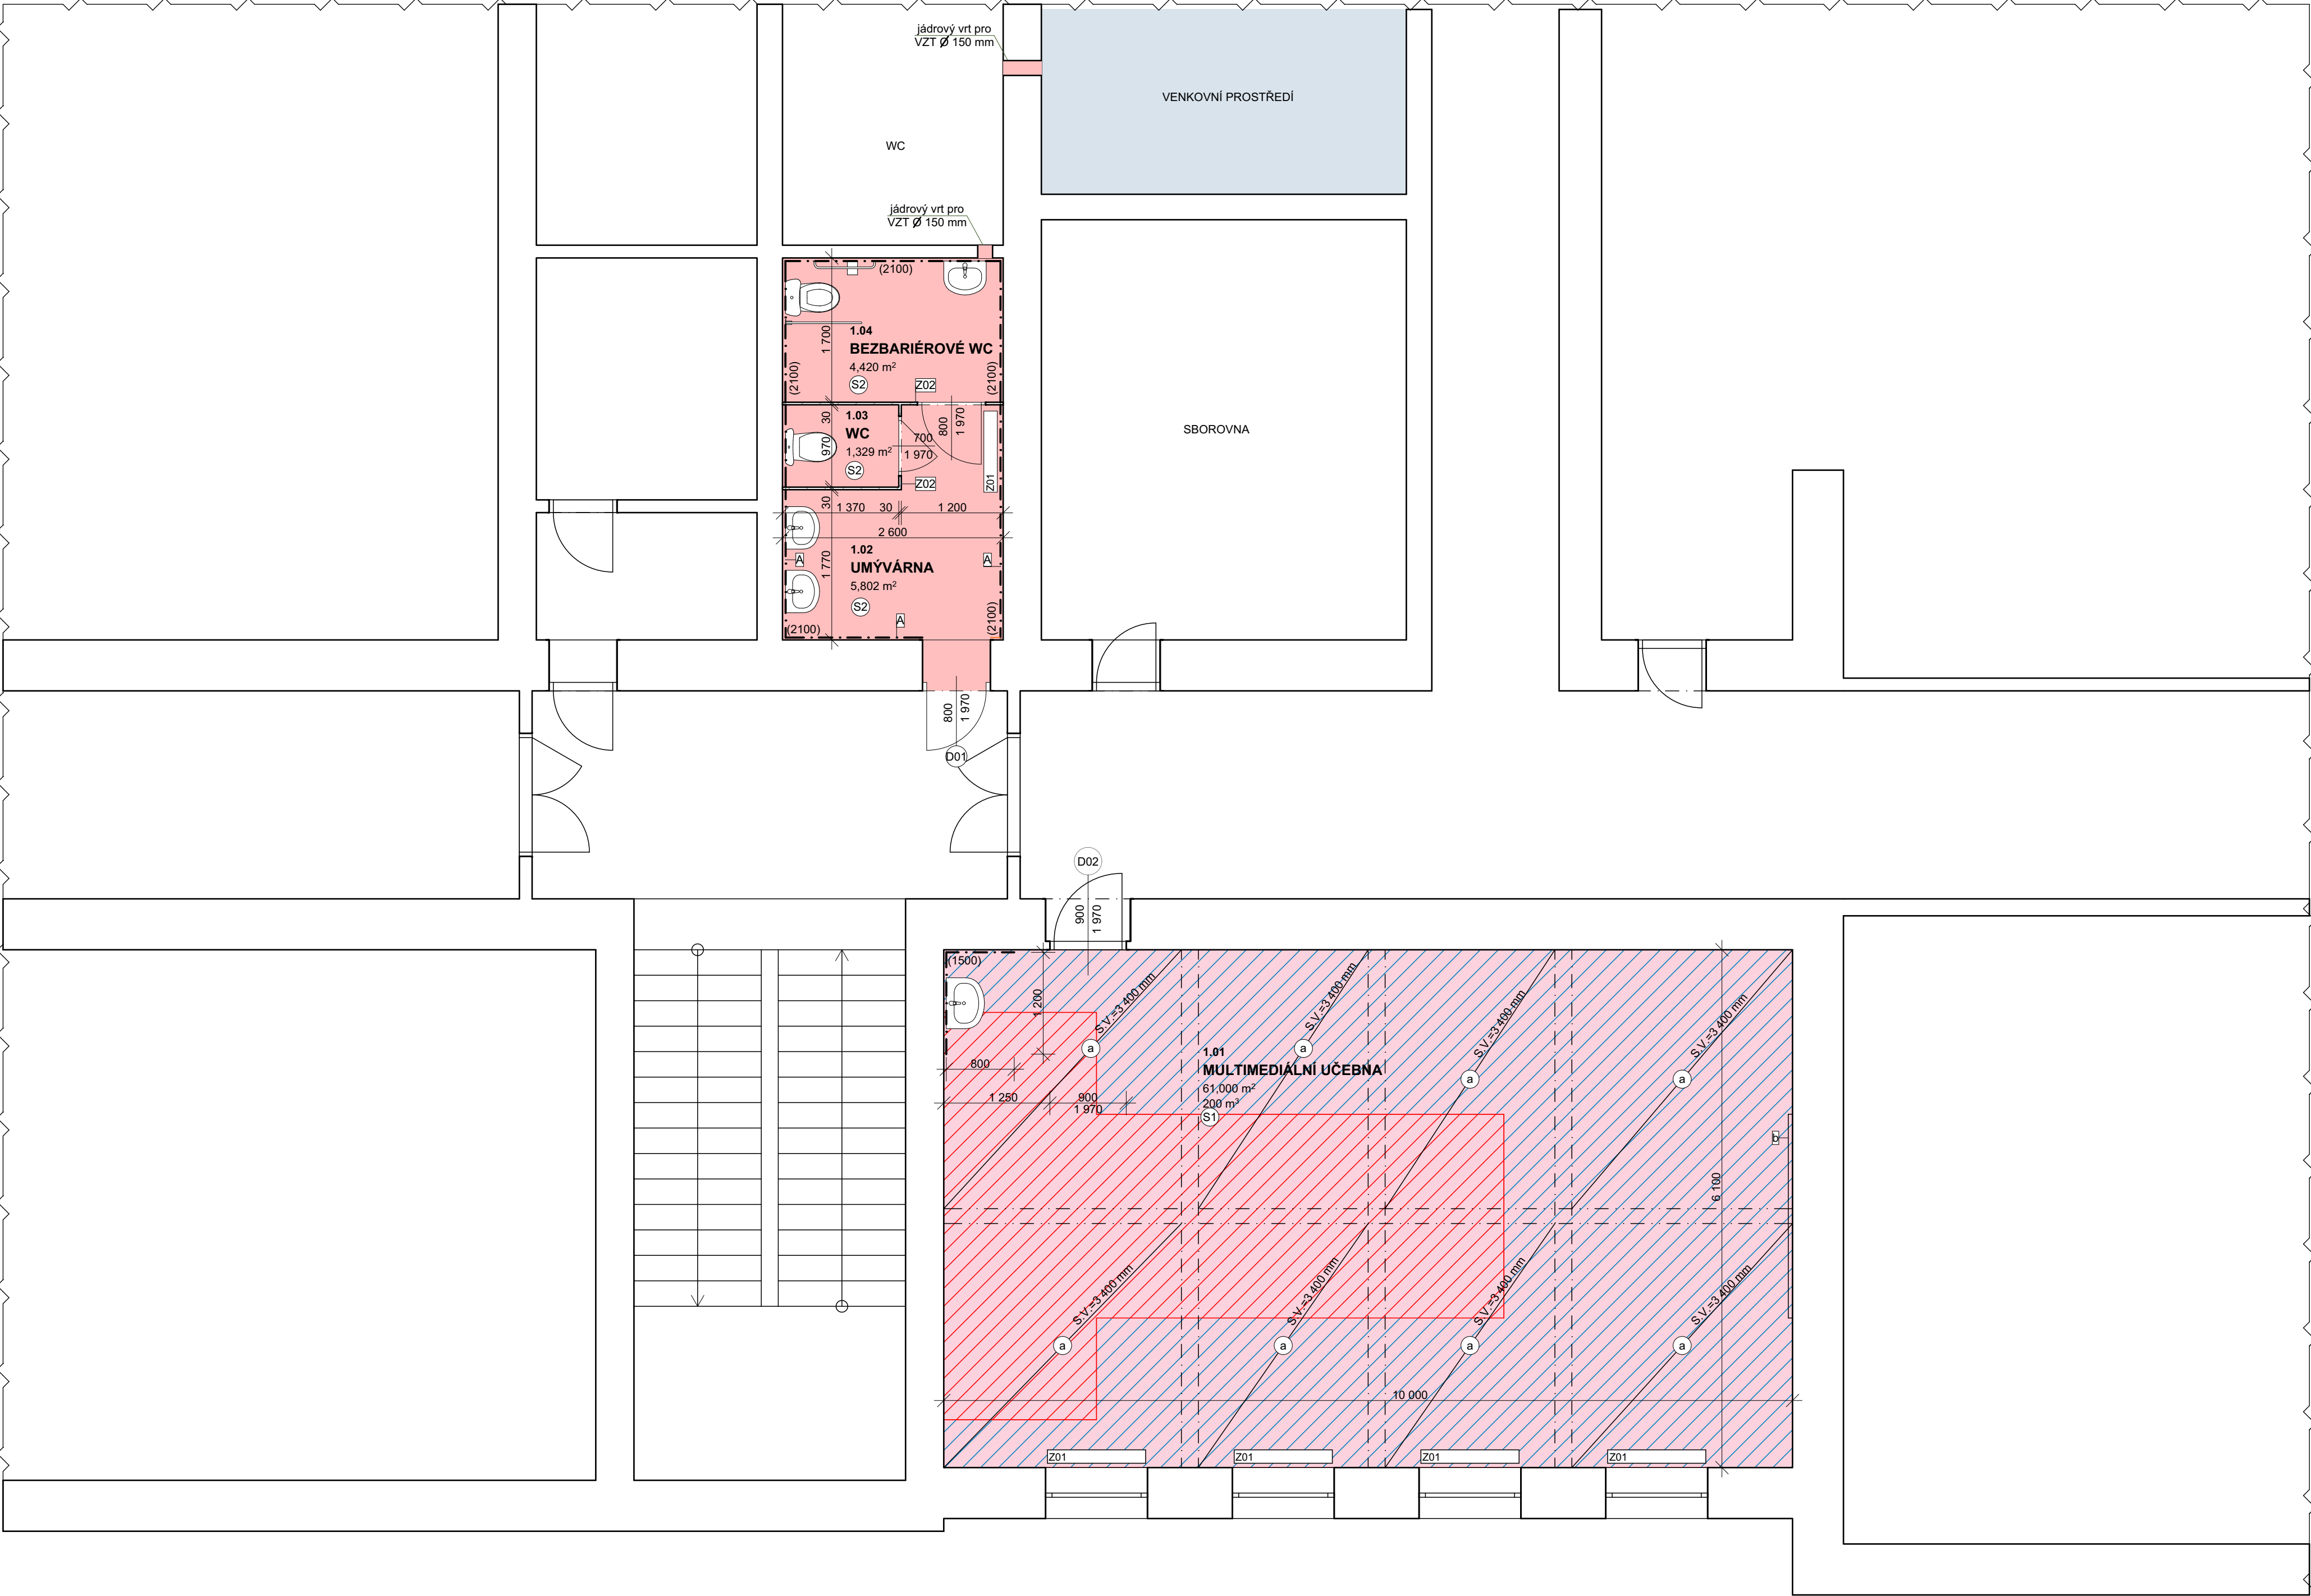 jádrový vrt pro
VZT Ø 150 mm
VENKOVNÍ PROSTŘEDÍ
WC
jádrový vrt pro
VZT Ø 150 mm
(2100)
1 700
1.04
BEZBARIÉROVÉ WC
4,420 m²
(2100)
S2
Z02
(2100)
30
1.03
WC
970
1,329 m²
S2
700
1 970
800
1 970
Z02
Z01
SBOROVNA
30
1 370
30
1 200
2 600
1 770
1.02
UMÝVÁRNA
5,802 m²
A
A
S2
A
(2100)
(2100)
800
1 970
D01
D02
900
1 970
(1500)
1 200
S.V.=3 400 mm
S.V.=3 400 mm
S.V.=3 400 mm
S.V.=3 400 mm
a
a
a
a
1.01
MULTIMEDIÁLNÍ UČEBNA
61,000 m²
200 m³
S1
800
1 250
900
1 970
b
6 100
S.V.=3 400 mm
S.V.=3 400 mm
S.V.=3 400 mm
S.V.=3 400 mm
a
a
a
a
10 000
Z01
Z01
Z01
Z01